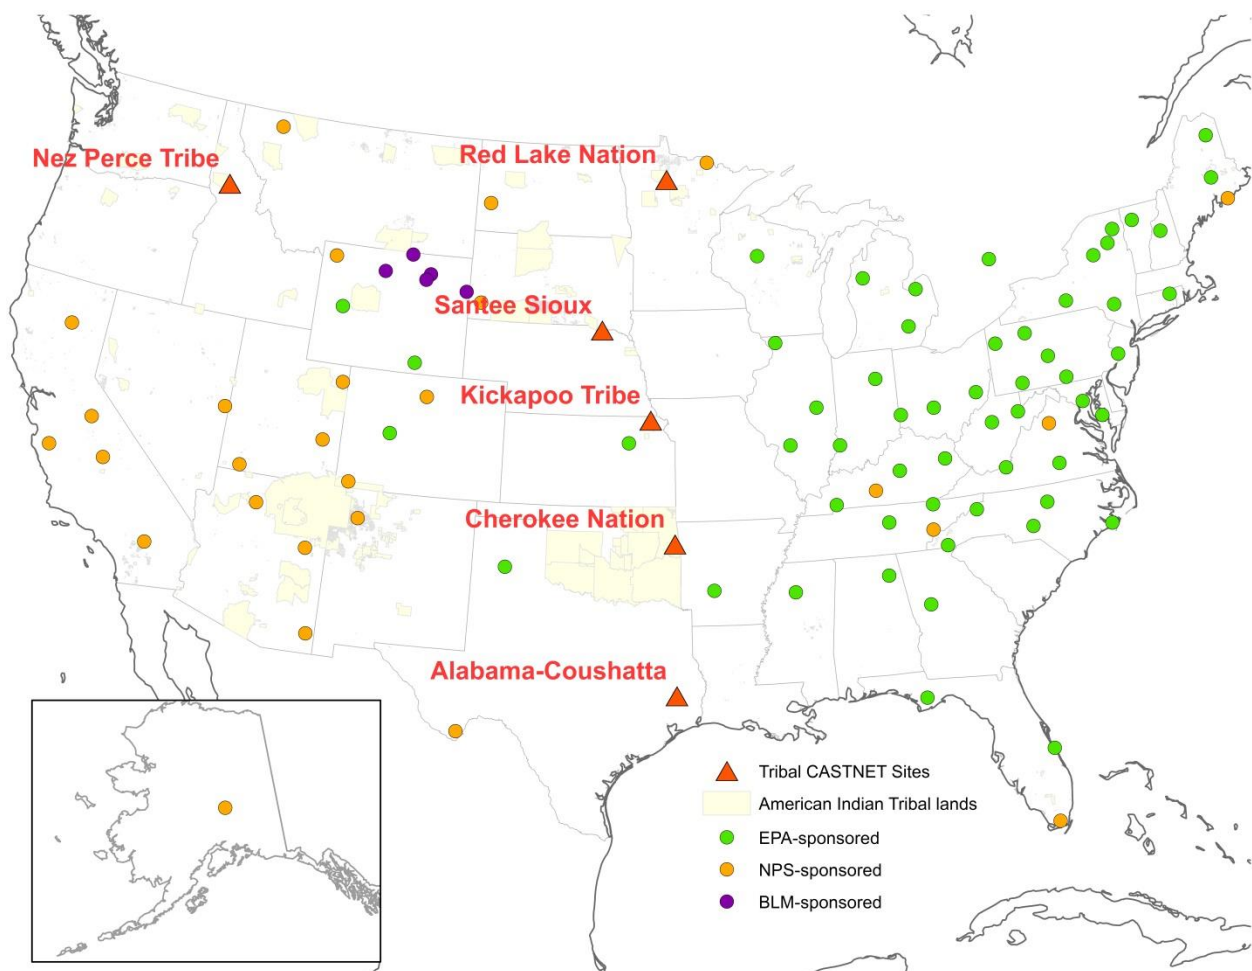 Nez Perce Tribe
Red Lake Nation
Santee Sioux
Kickapoo Tribe
Cherokee Nation
Alabama-Coushatta
Tribal CASTNET Sites
American Indian Tribal lands
EPA-sponsored
NPS-sponsored
BLM-sponsored